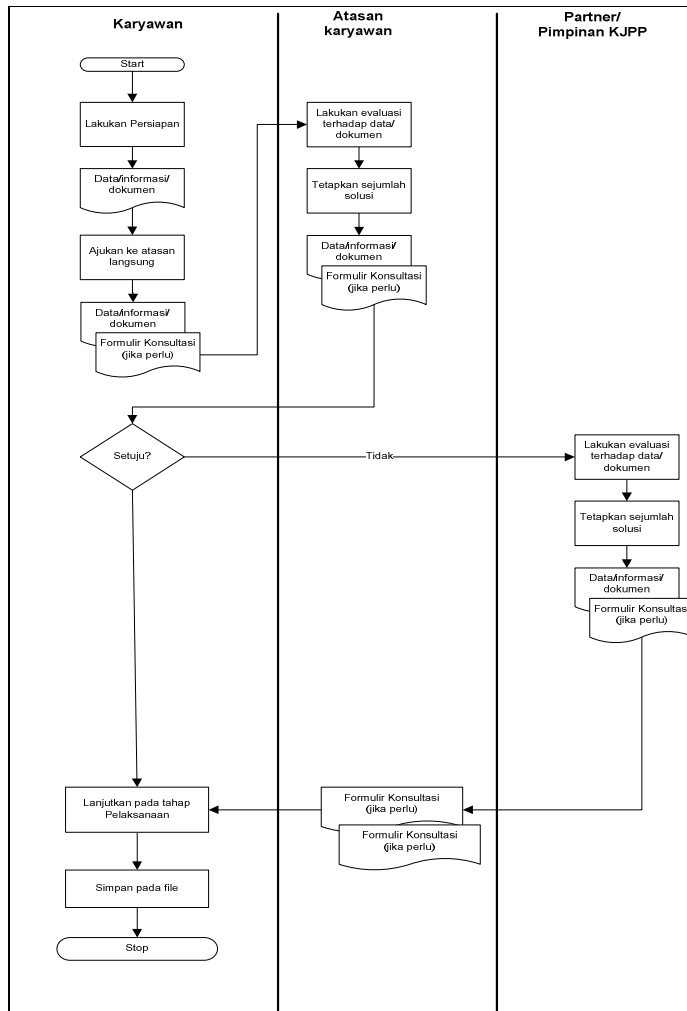 Karyawan
Atasan
karyawan
Partner/
Pimpinan KJPP
Start
Lakukan Persiapan
Data/informasi/
dokumen
Ajukan ke atasan
langsung
Data/informasi/
dokumen
Formulir Konsultasi
(jika perlu)
Lakukan evaluasi
terhadap data/
dokumen
Tetapkan sejumlah
solusi
Data/informasi/
dokumen
Formulir Konsultasi
(jika perlu)
Setuju?
Tidak
Lakukan evaluasi
terhadap data/
dokumen
Tetapkan sejumlah
solusi
Data/informasi/
dokumen
Formulir Konsultasi
(jika perlu)
Formulir Konsultasi
(jika perlu)
Formulir Konsultasi
(jika perlu)
Lanjutkan pada tahap
Pelaksanaan
Simpan pada file
Stop